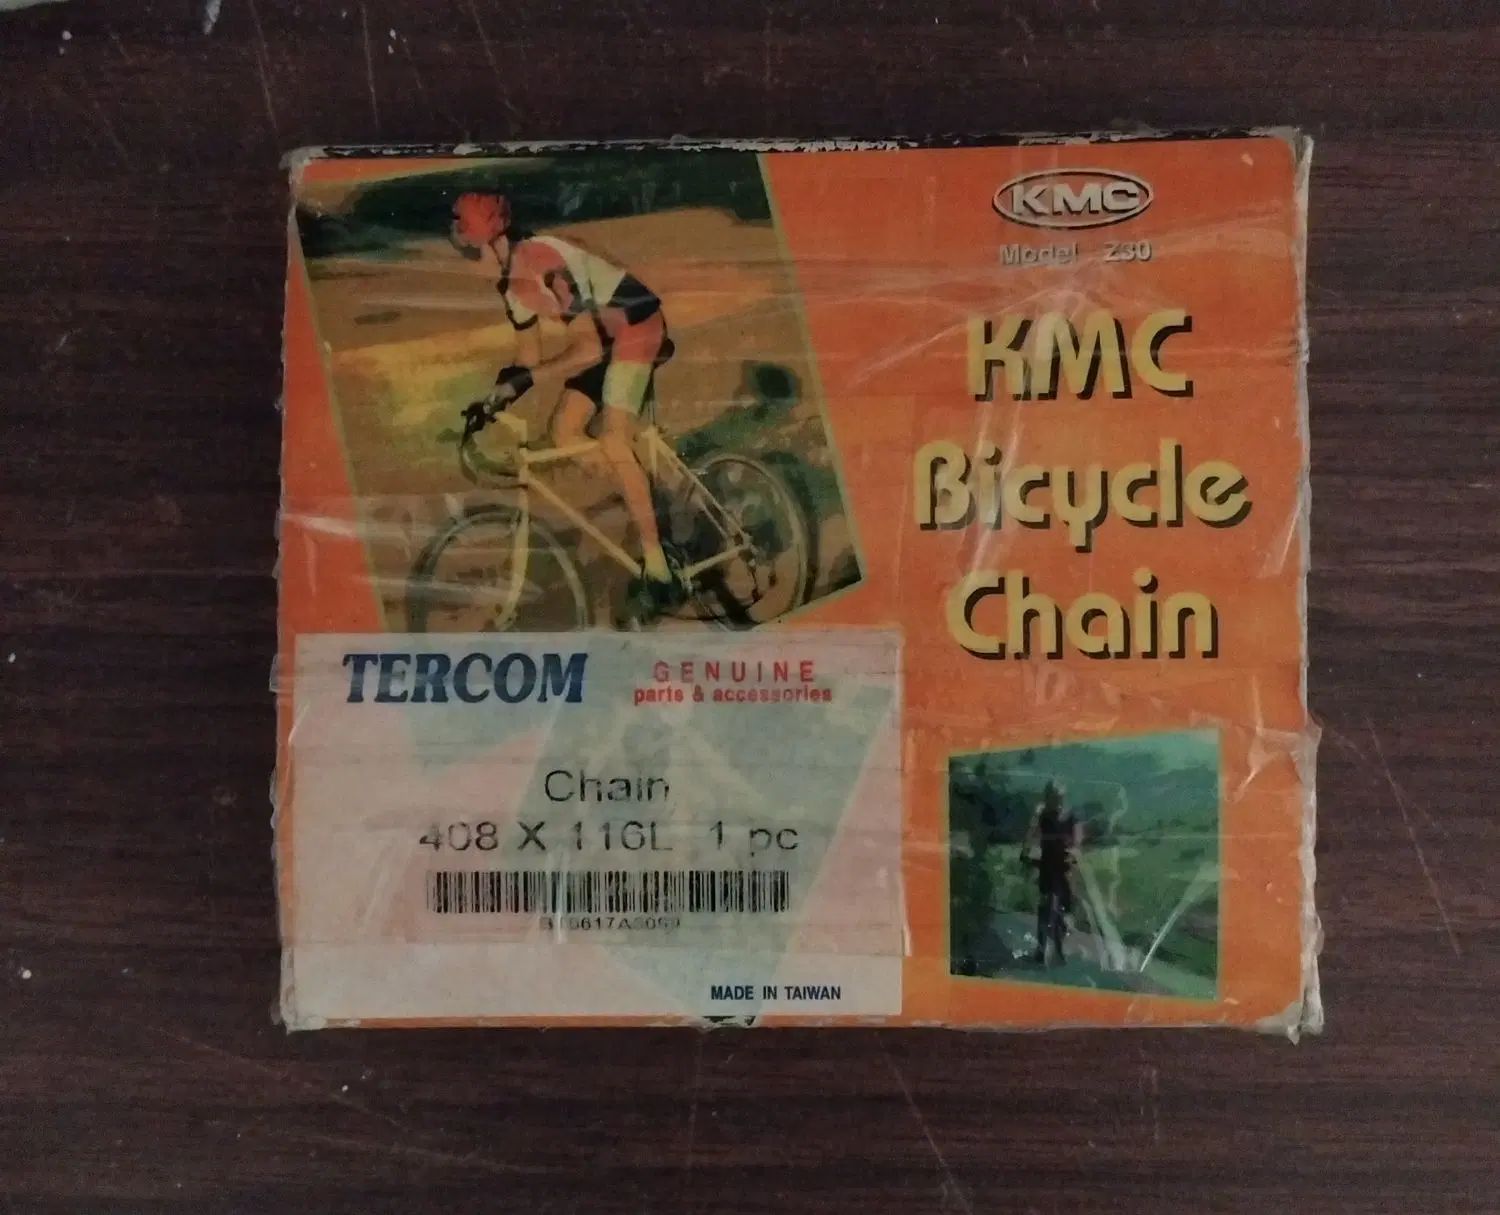 KMC
Model Z30
KMC
Bicycle
Chain
TERCOM
GENUINE
parts & accessories
Chain
408 X 116L 1 pc
MADE IN TAIWAN